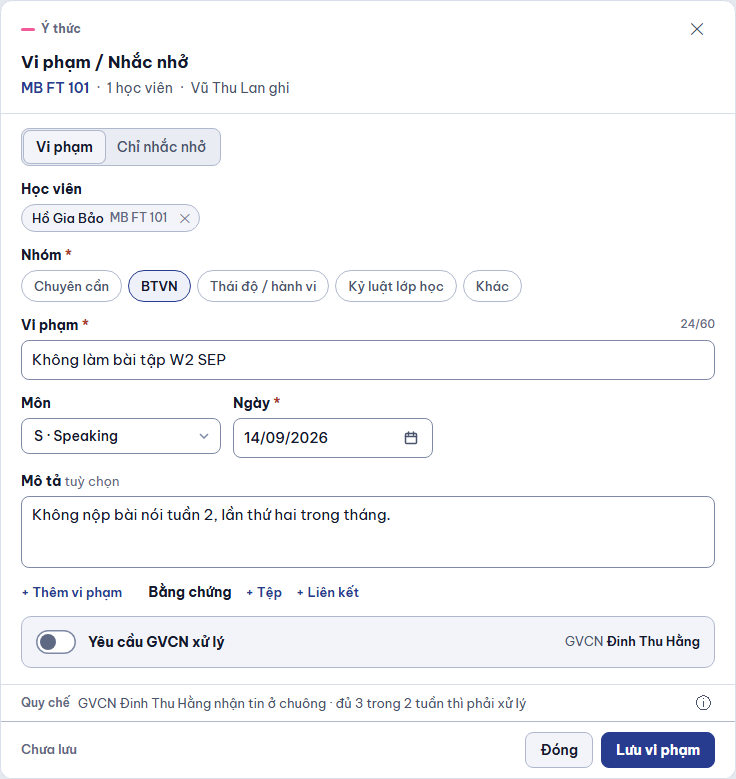 Ý thức
Vi phạm / Nhắc nhở
MB FT 101 · 1 học viên · Vũ Thu Lan ghi
Vi phạm Chỉ nhắc nhở
Học viên
Hồ Gia Bảo MB FT 101
Nhóm *
Chuyên cần BTVN Thái độ / hành vi Kỷ luật lớp học Khác
Vi phạm * 24/60
Không làm bài tập W2 SEP
Môn Ngày *
S · Speaking 14/09/2026
Mô tả tuỳ chọn
Không nộp bài nói tuần 2, lần thứ hai trong tháng.
+ Thêm vi phạm Bằng chứng + Tệp + Liên kết
Yêu cầu GVCN xử lý GVCN Đinh Thu Hằng
Quy chế GVCN Đinh Thu Hằng nhận tin ở chuông · đủ 3 trong 2 tuần thì phải xử lý
Chưa lưu Đóng Lưu vi phạm